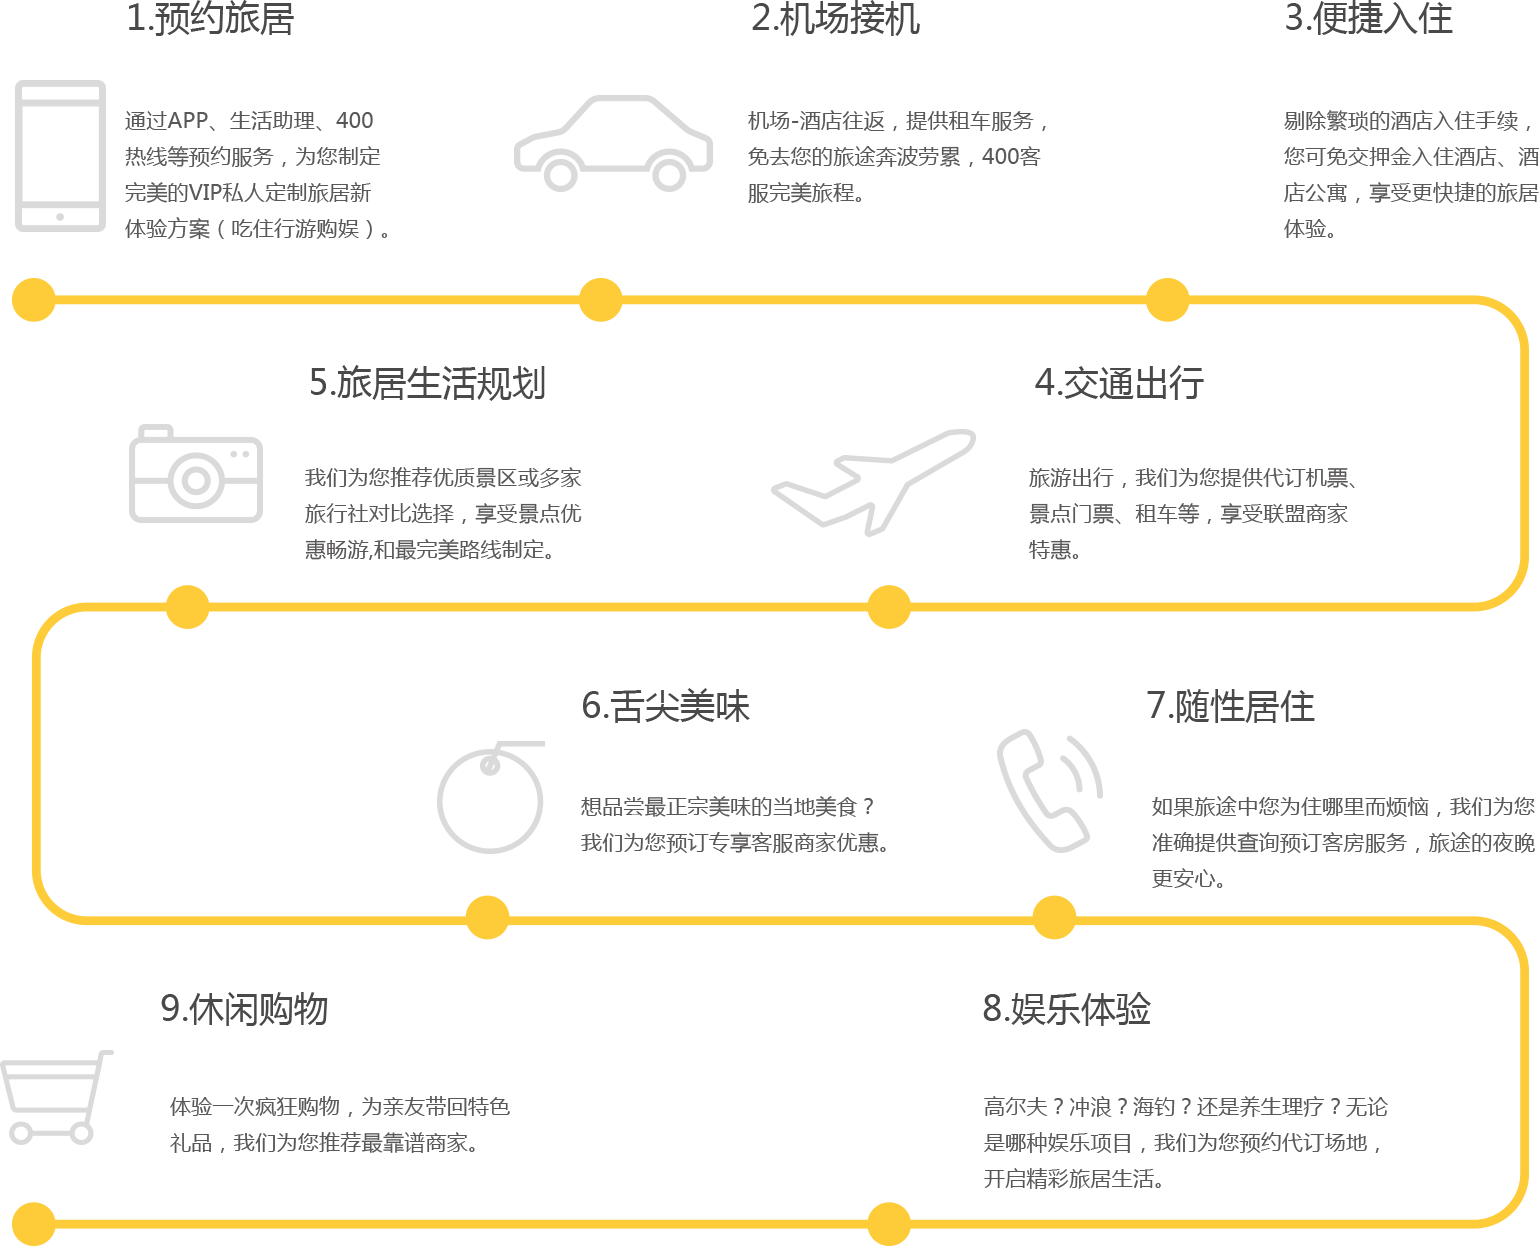 1.预约旅居
通过APP、生活助理、400
热线等预约服务，为您制定
完美的VIP私人定制旅居新
体验方案（吃住行游购娱）。
2.机场接机
机场-酒店往返，提供租车服务，
免去您的旅途奔波劳累，400客
服完美旅程。
3.便捷入住
剔除繁琐的酒店入住手续，
您可免交押金入住酒店、酒
店公寓，享受更快捷的旅居
体验。
4.交通出行
旅游出行，我们为您提供代订机票、
景点门票、租车等，享受联盟商家
特惠。
5.旅居生活规划
我们为您推荐优质景区或多家
旅行社对比选择，享受景点优
惠畅游,和最完美路线制定。
6.舌尖美味
想品尝最正宗美味的当地美食？
我们为您预订专享客服商家优惠。
7.随性居住
如果旅途中您为住哪里而烦恼，我们为您
准确提供查询预订客房服务，旅途的夜晚
更安心。
8.娱乐体验
高尔夫？冲浪？海钓？还是养生理疗？无论
是哪种娱乐项目，我们为您预约代订场地，
开启精彩旅居生活。
9.休闲购物
体验一次疯狂购物，为亲友带回特色
礼品，我们为您推荐最靠谱商家。